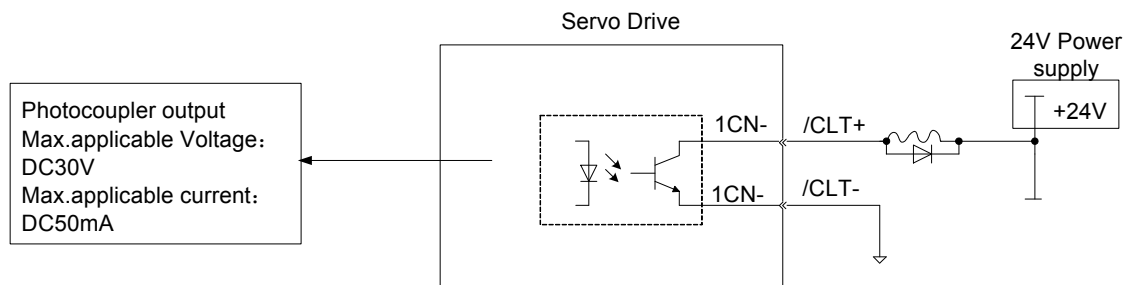 Servo Drive
24V Power
supply
+24V
Photocoupler output
Max.applicable Voltage：
DC30V
Max.applicable current：
DC50mA
1CN- /CLT+
1CN- /CLT-